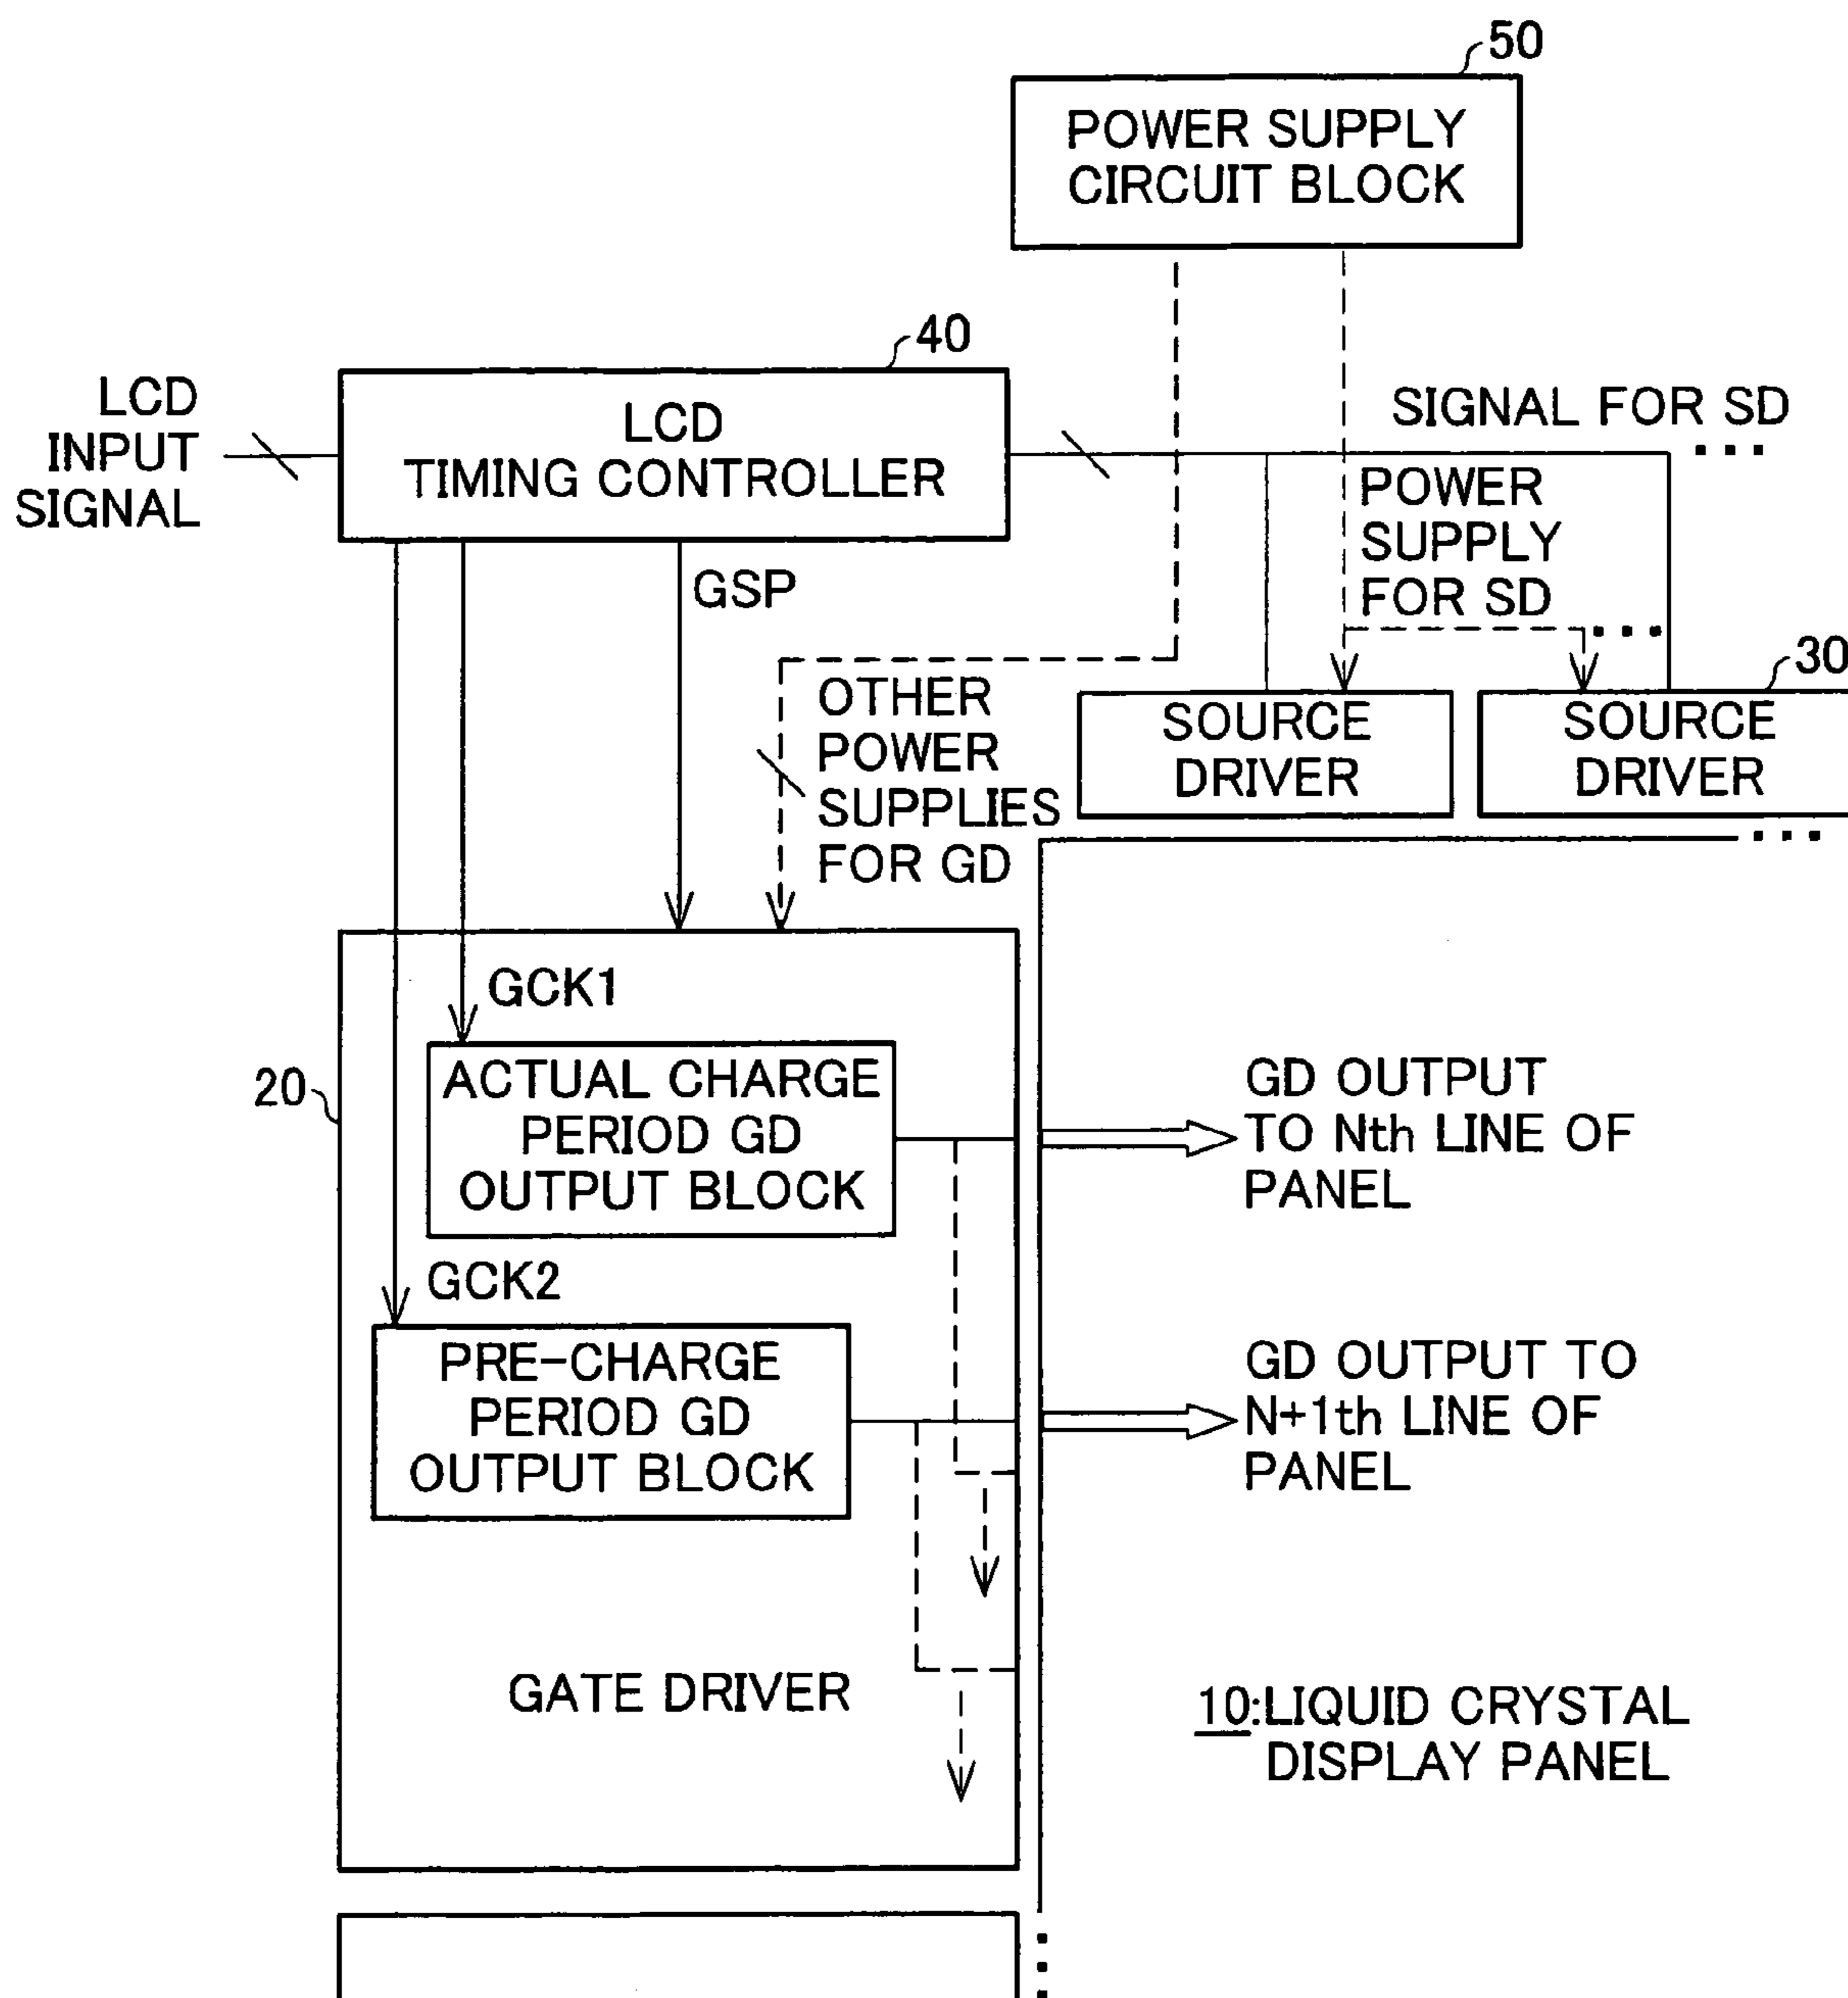 50
POWER SUPPLY
CIRCUIT BLOCK
40
LCD
INPUT
SIGNAL
LCD
TIMING CONTROLLER
SIGNAL FOR SD
...
POWER
SUPPLY
FOR SD
...
GSP
30
OTHER
POWER
SUPPLIES
FOR GD
SOURCE
DRIVER
SOURCE
DRIVER
...
GCK1
20
ACTUAL CHARGE
PERIOD GD
OUTPUT BLOCK
GD OUTPUT
TO Nth LINE OF
PANEL
GCK2
PRE-CHARGE
PERIOD GD
OUTPUT BLOCK
GD OUTPUT TO
N+1th LINE OF
PANEL
GATE DRIVER
10:LIQUID CRYSTAL
DISPLAY PANEL